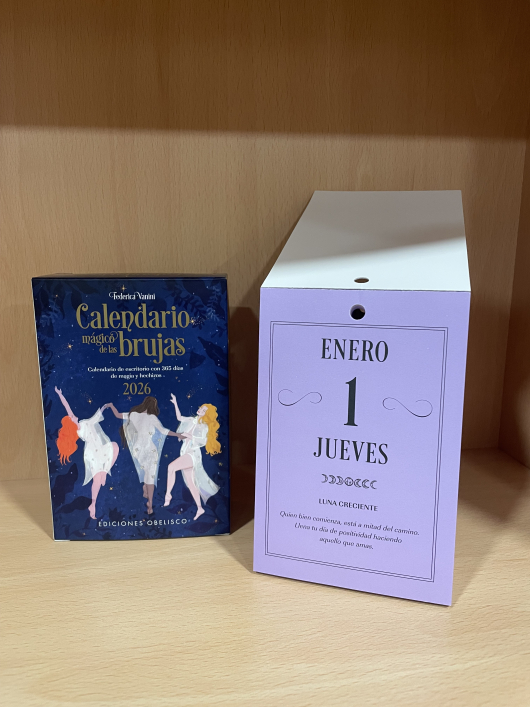 Federica Vanini
Calendario
mágico
de las brujas
Calendario de escritorio con 365 días
de magia y hechizos
2026
EDICIONES OBELISCO
ENERO
1
JUEVES
LUNA CRECIENTE
Quien bien comienza, está a mitad del camino.
Llena tu día de positividad haciendo
aquello que amas.